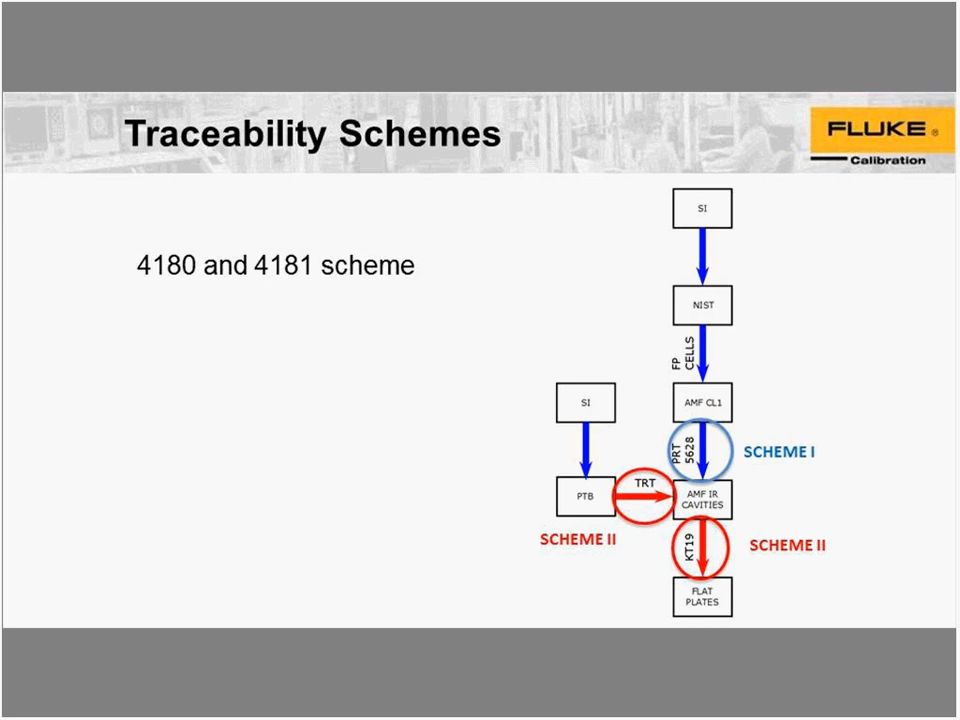 Traceability Schemes
FLUKE ®
Calibration
4180 and 4181 scheme
SI
NIST
FP
CELLS
SI
AMF CL1
PRT
5628
SCHEME I
PTB
TRT
AMF IR
CAVITIES
SCHEME II
KT19
SCHEME II
FLAT
PLATES